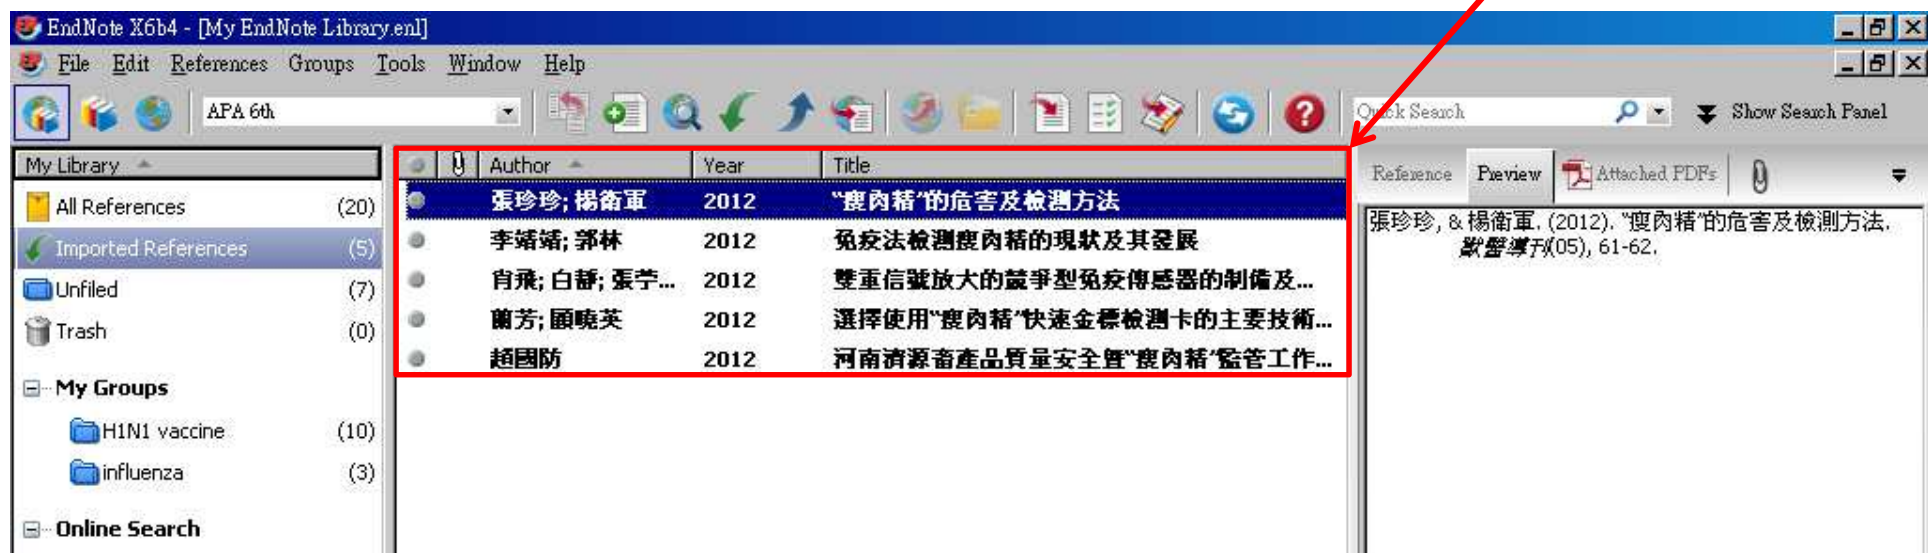 EndNote X6b4 - [My EndNote Library.enl]
File Edit References Groups Tools Window Help
APA 6th
Quick Search
Show Search Panel
My Library
All References (20)
Imported References (5)
Unfiled (7)
Trash (0)
My Groups
H1N1 vaccine (10)
influenza (3)
Online Search
Author Year Title
張珍珍; 楊衛軍 2012 “瘦肉精”的危害及檢測方法
李婧婧; 郭林 2012 免疫法檢測瘦肉精的現狀及其發展
肖飛; 白靜; 張苧... 2012 雙重信號放大的競爭型免疫傳感器的制備及...
蘭芳; 顧曉英 2012 選擇使用“瘦肉精”快速金標檢測卡的主要技術...
趙國防 2012 河南濟源畜產品質量安全暨“瘦肉精”監管工作...
Reference Preview Attached PDFs
張珍珍, & 楊衛軍. (2012). “瘦肉精”的危害及檢測方法.
獸醫導刊(05), 61-62.